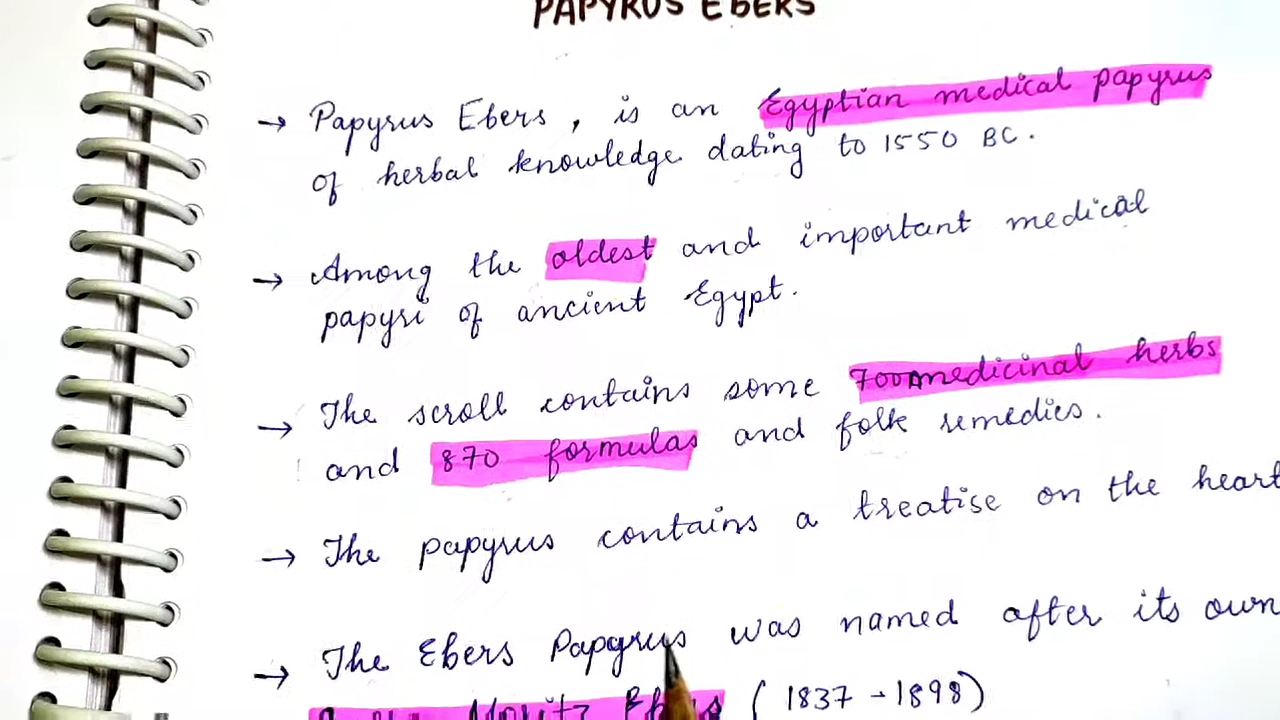 PAPYRUS EBERS
→ Papyrus Ebers, is an Egyptian medical papyrus
of herbal knowledge dating to 1550 BC.
→ Among the oldest and important medical
papyri of ancient Egypt.
→ The scroll contains some 700 medicinal herbs
and 870 formulas and folk remedies.
→ The papyrus contains a treatise on the heart
→ The Ebers Papyrus was named after its own
Moritz Ebers (1837-1898)